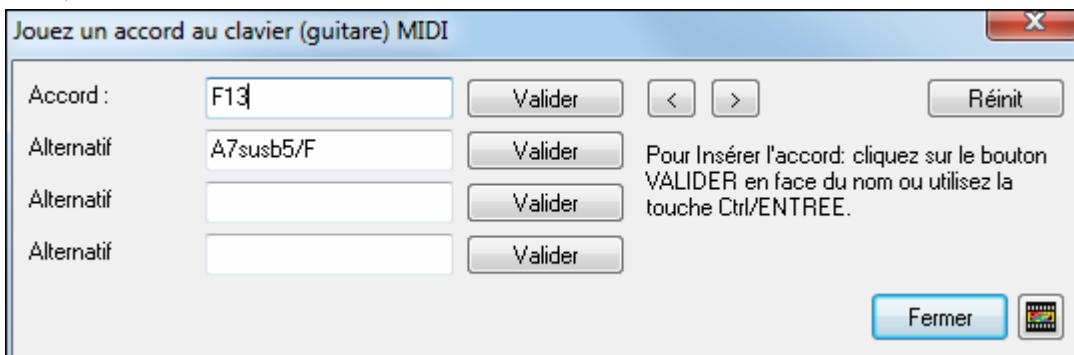 Jouez un accord au clavier (guitare) MIDI
x
Accord : F13 Valider < > Réinit
Alternatif A7susb5/F Valider
Pour Insérer l'accord: cliquez sur le bouton
VALIDER en face du nom ou utilisez la
touche Ctrl/ENTREE.
Alternatif Valider
Alternatif Valider
Fermer